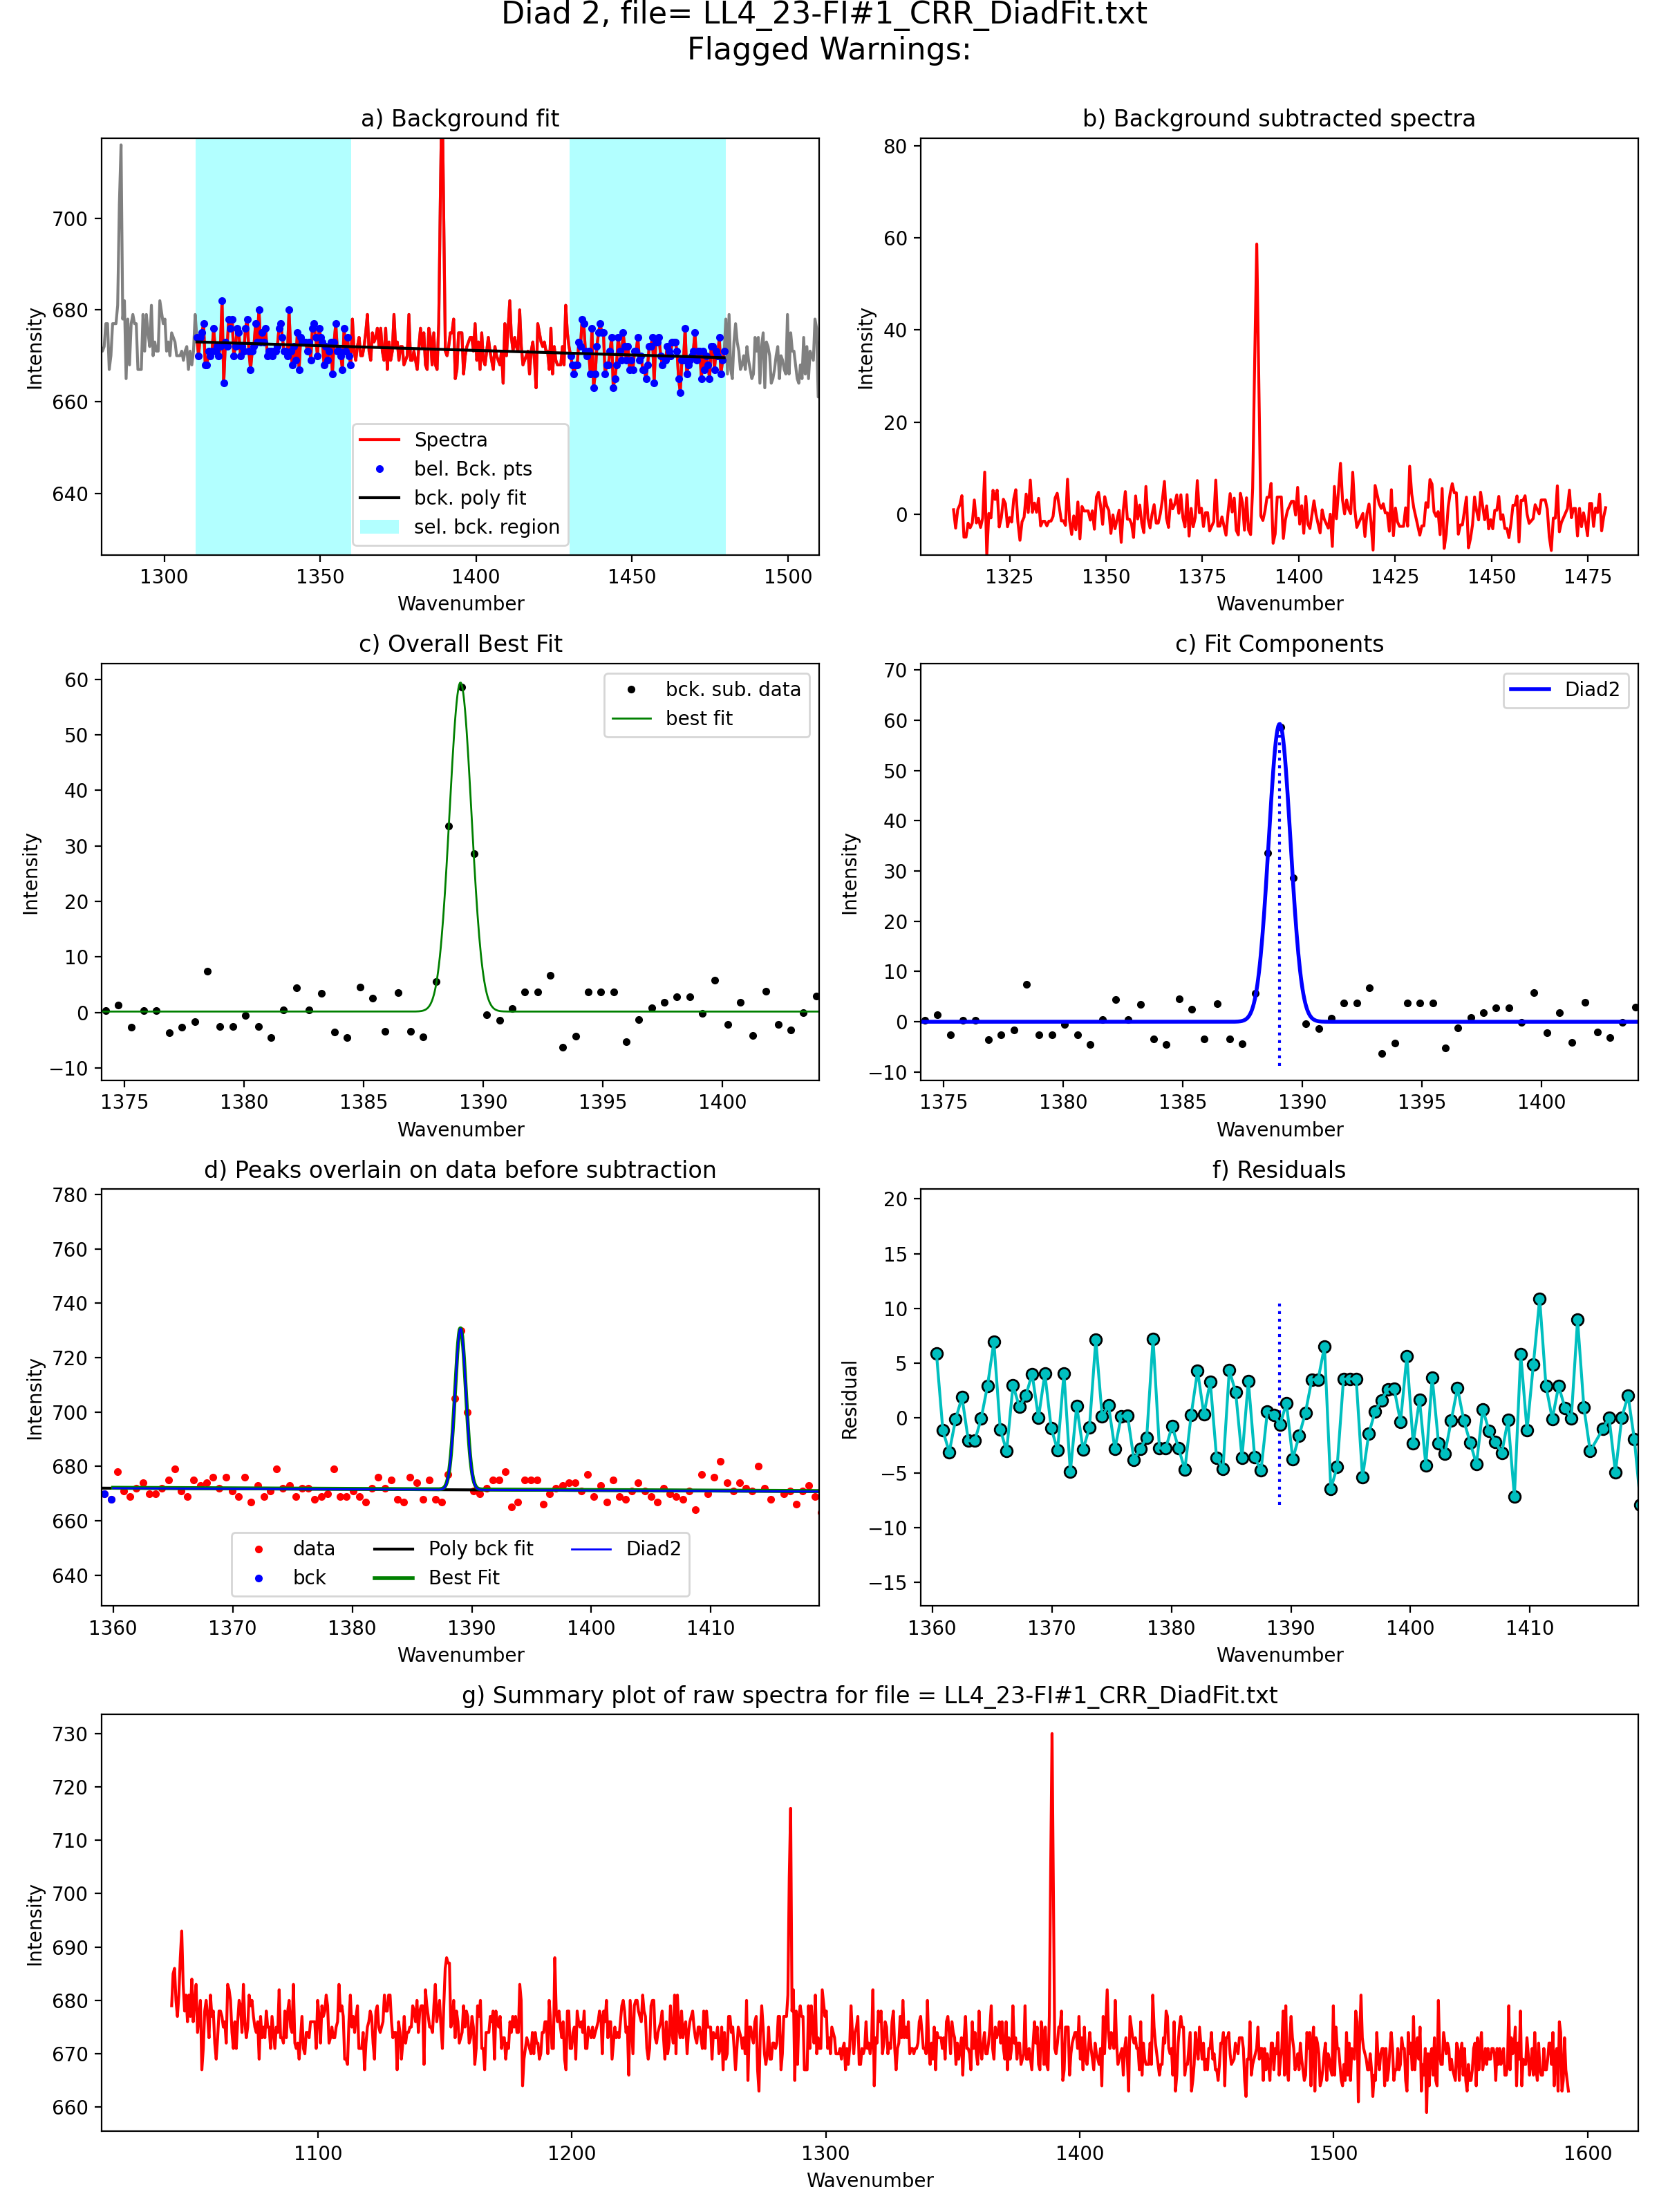 Diad 2, file= LL4_23-FI#1_CRR_DiadFit.txt
Flagged Warnings:
a) Background fit
Intensity
700
680
660
640
Spectra
bel. Bck. pts
bck. poly fit
sel. bck. region
1300 1350 1400 1450 1500
Wavenumber
b) Background subtracted spectra
Intensity
80
60
40
20
0
1325 1350 1375 1400 1425 1450 1475
Wavenumber
c) Overall Best Fit
Intensity
60
50
40
30
20
10
0
−10
bck. sub. data
best fit
1375 1380 1385 1390 1395 1400
Wavenumber
c) Fit Components
Intensity
70
60
50
40
30
20
10
0
−10
Diad2
1375 1380 1385 1390 1395 1400
Wavenumber
d) Peaks overlain on data before subtraction
Intensity
780
760
740
720
700
680
660
640
data Poly bck fit Diad2
bck Best Fit
1360 1370 1380 1390 1400 1410
Wavenumber
f) Residuals
Residual
20
15
10
5
0
−5
−10
−15
1360 1370 1380 1390 1400 1410
Wavenumber
g) Summary plot of raw spectra for file = LL4_23-FI#1_CRR_DiadFit.txt
Intensity
730
720
710
700
690
680
670
660
1100 1200 1300 1400 1500 1600
Wavenumber